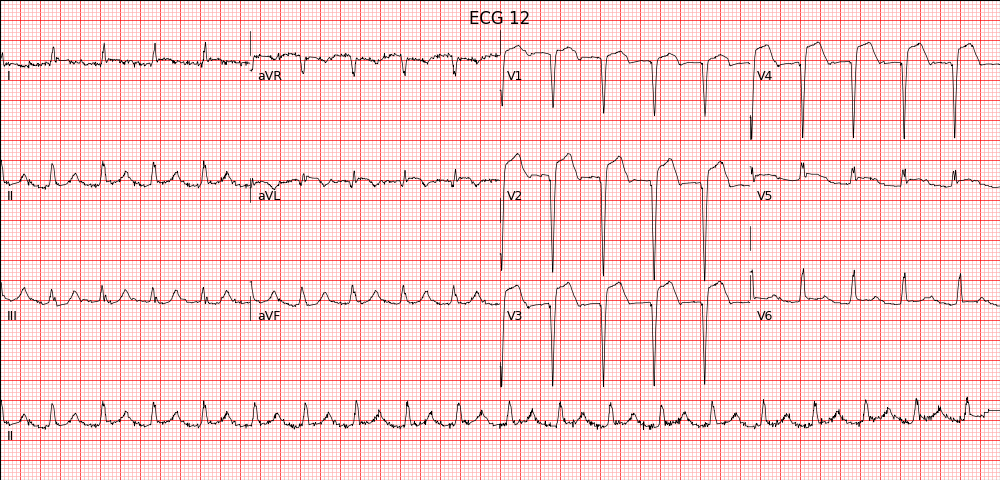 ECG 12
I aVR V1 V4
II aVL V2 V5
III aVF V3 V6
II